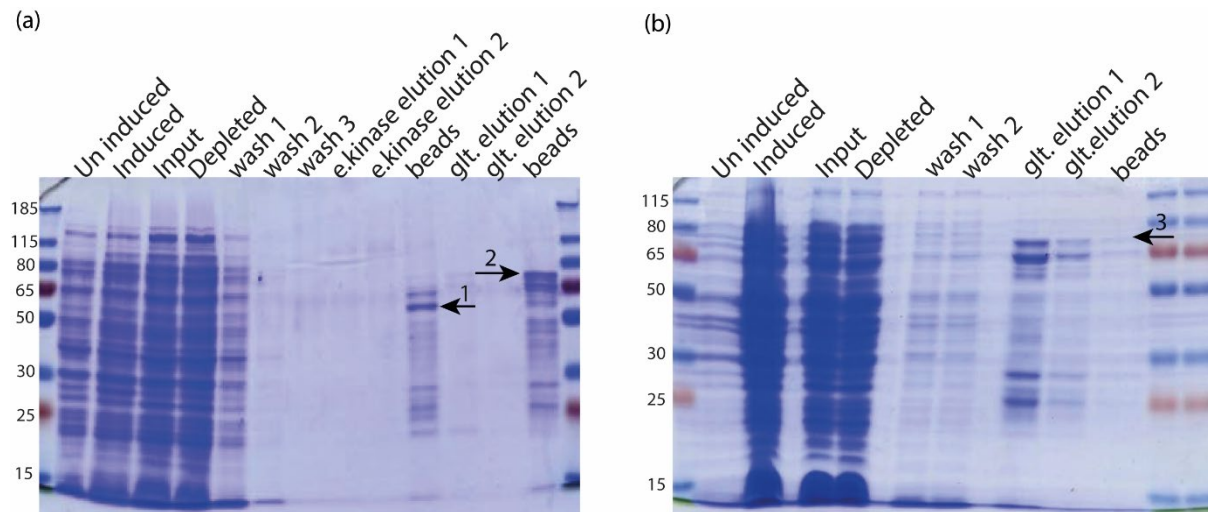 (a)
Un induced
Induced
Input
Depleted
wash 1
wash 2
wash 3
e.kinase elution 1
e.kinase elution 2
beads
glt. elution 1
glt. elution 2
beads
185
115
80
65
50
30
25
15
2
1
(b)
Un induced
Induced
Input
Depleted
wash 1
wash 2
glt. elution 1
glt.elution 2
beads
115
80
65
50
30
25
15
3